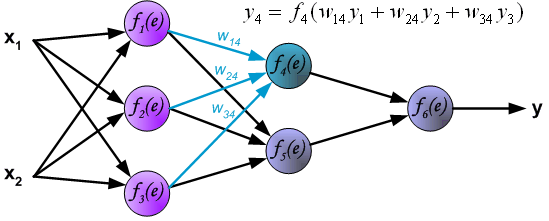 y₄ = f₄(w₁₄y₁ + w₂₄y₂ + w₃₄y₃)
f₁(e)
x₁
w₁₄
f₄(e)
w₂₄
f₂(e)
f₆(e)
y
w₃₄
f₅(e)
x₂
f₃(e)